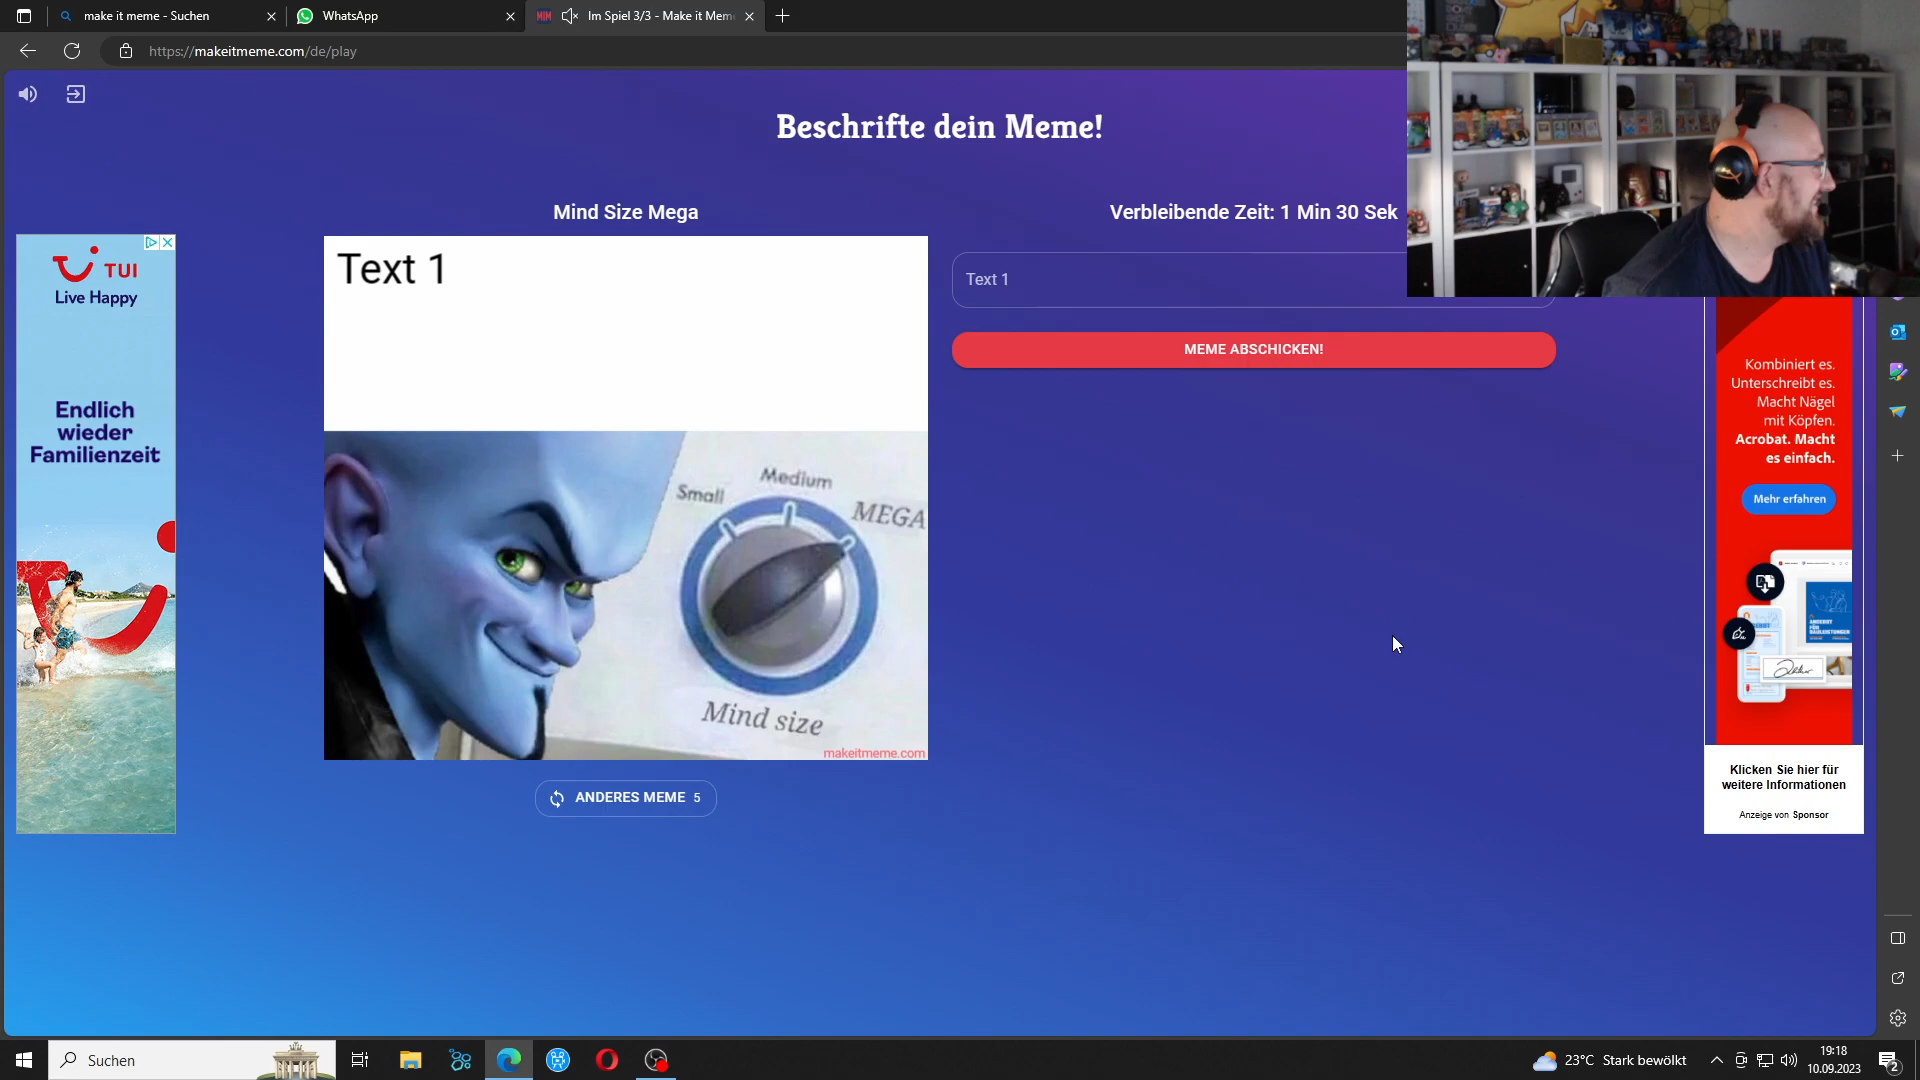 make it meme - Suchen
WhatsApp
MIM
Im Spiel 3/3 - Make it Mem
https://makeitmeme.com/de/play
Beschrifte dein Meme!
Mind Size Mega
Verbleibende Zeit: 1 Min 30 Sek
Text 1
Text 1
MEME ABSCHICKEN!
Small
Medium
MEGA
Mind size
makeitmeme.com
ANDERES MEME 5
TUI
Live Happy
Endlich
wieder
Familienzeit
Kombiniert es.
Unterschreibt es.
Macht Nägel
mit Köpfen.
Acrobat. Macht
es einfach.
Mehr erfahren
Klicken Sie hier für
weitere Informationen
Anzeige von Sponsor
Suchen
23°C Stark bewölkt
19:18
10.09.2023
2